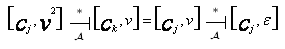 [c_j, v^2] ⊢^*_A [c_k, v] = [c_j, v] ⊢^*_A [c_j, ε]